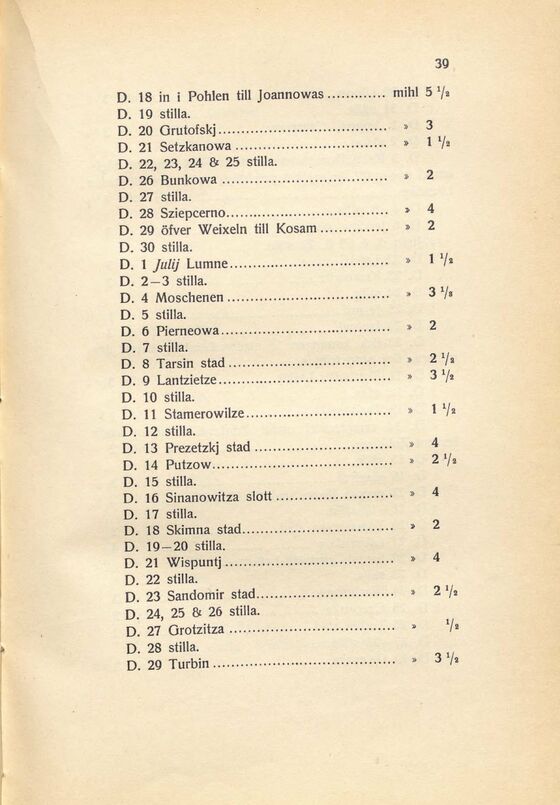 39
D. 18 in i Pohlen till Joannowas ............. mihl 5 1/2
D. 19 stilla.
D. 20 Grutofskj ...................................... » 3
D. 21 Setzkanowa .................................. » 1 1/2
D. 22, 23, 24 & 25 stilla.
D. 26 Bunkowa ..................................... » 2
D. 27 stilla.
D. 28 Sziepcerno .................................... » 4
D. 29 öfver Weixeln till Kosam ............... » 2
D. 30 stilla.
D. 1 Julij Lumne .................................... » 1 1/2
D. 2—3 stilla.
D. 4 Moschenen .................................... » 3 1/8
D. 5 stilla.
D. 6 Pierneowa ...................................... » 2
D. 7 stilla.
D. 8 Tarsin stad .................................... » 2 1/2
D. 9 Lantzietze ...................................... » 3 1/2
D. 10 stilla.
D. 11 Stamerowilze ................................ » 1 1/2
D. 12 stilla.
D. 13 Prezetzkj stad ............................... » 4
D. 14 Putzow ........................................ » 2 1/2
D. 15 stilla.
D. 16 Sinanowitza slott .......................... » 4
D. 17 stilla.
D. 18 Skimna stad .................................. » 2
D. 19—20 stilla.
D. 21 Wispuntj ...................................... » 4
D. 22 stilla.
D. 23 Sandomir stad ............................... » 2 1/2
D. 24, 25 & 26 stilla.
D. 27 Grotzitza ..................................... » 1/2
D. 28 stilla.
D. 29 Turbin ......................................... » 3 1/2